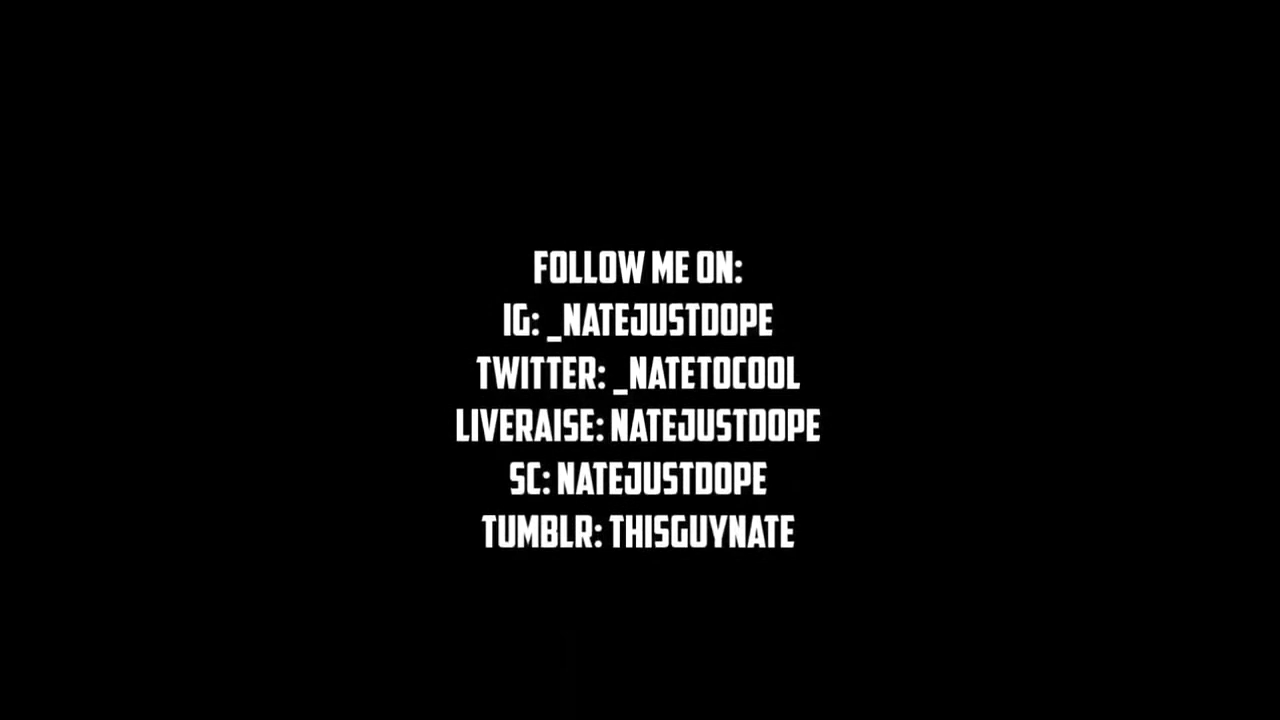 FOLLOW ME ON:
IG: _NATEJUSTDOPE
TWITTER: _NATETOCOOL
LIVERAISE: NATEJUSTDOPE
SC: NATEJUSTDOPE
TUMBLR: THISGUYNATE